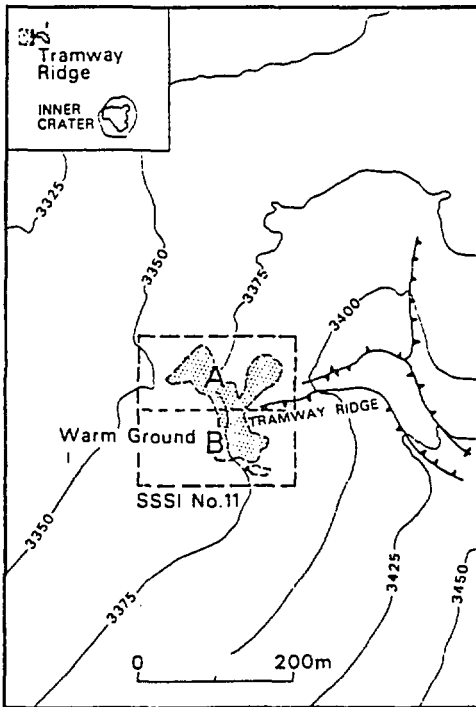 Tramway
Ridge
INNER
CRATER
3325
3350
3375
3400
A
TRAMWAY RIDGE
Warm Ground
B
SSSI No.11
3350
3375
3425
3450
0
200m